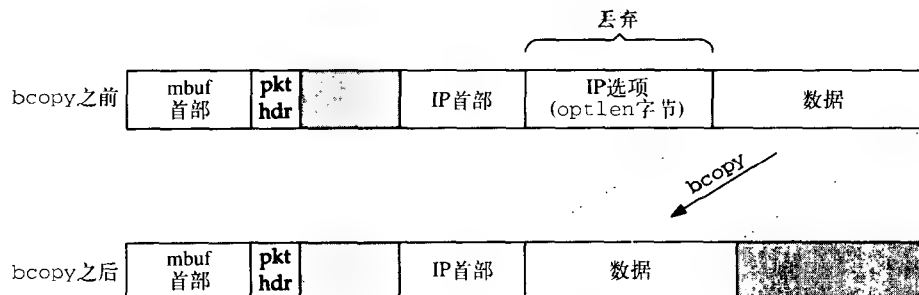 丢弃
bcopy之前
mbuf
首部
pkt
hdr
IP首部
IP选项
(optlen字节)
数据
bcopy
bcopy之后
mbuf
首部
pkt
hdr
IP首部
数据